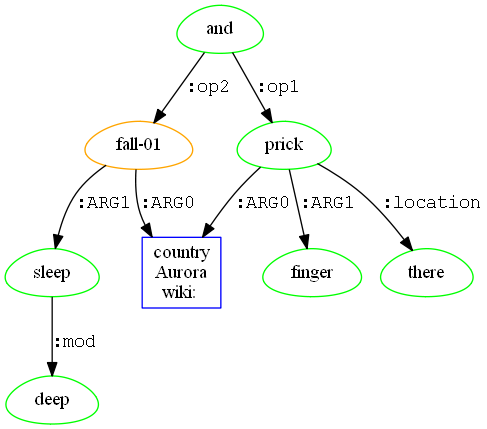 and
:op2 :op1
fall-01 prick
:ARG1 :ARG0 :ARG0 :ARG1 :location
country
Aurora
wiki:
sleep finger there
:mod
deep